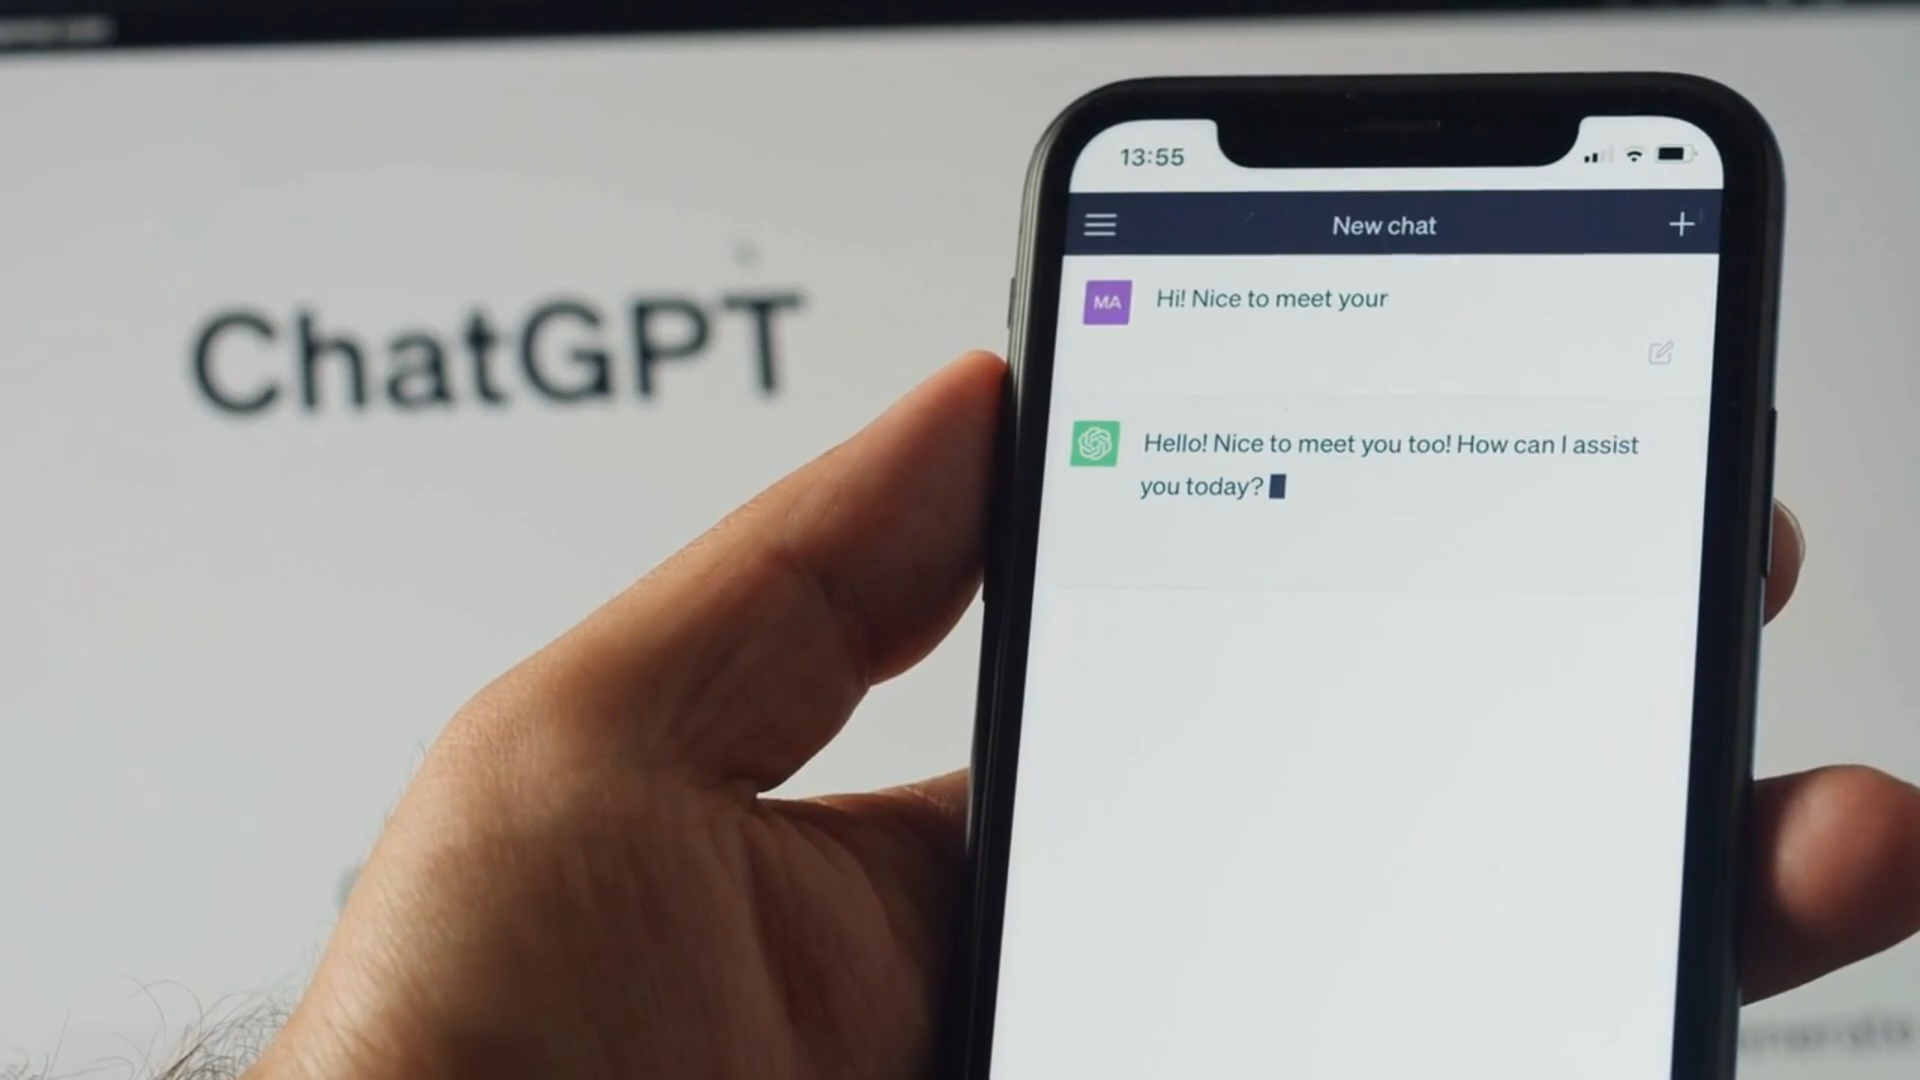 ChatGPT
13:55
New chat
MA
Hi! Nice to meet your
Hello! Nice to meet you too! How can I assist
you today?